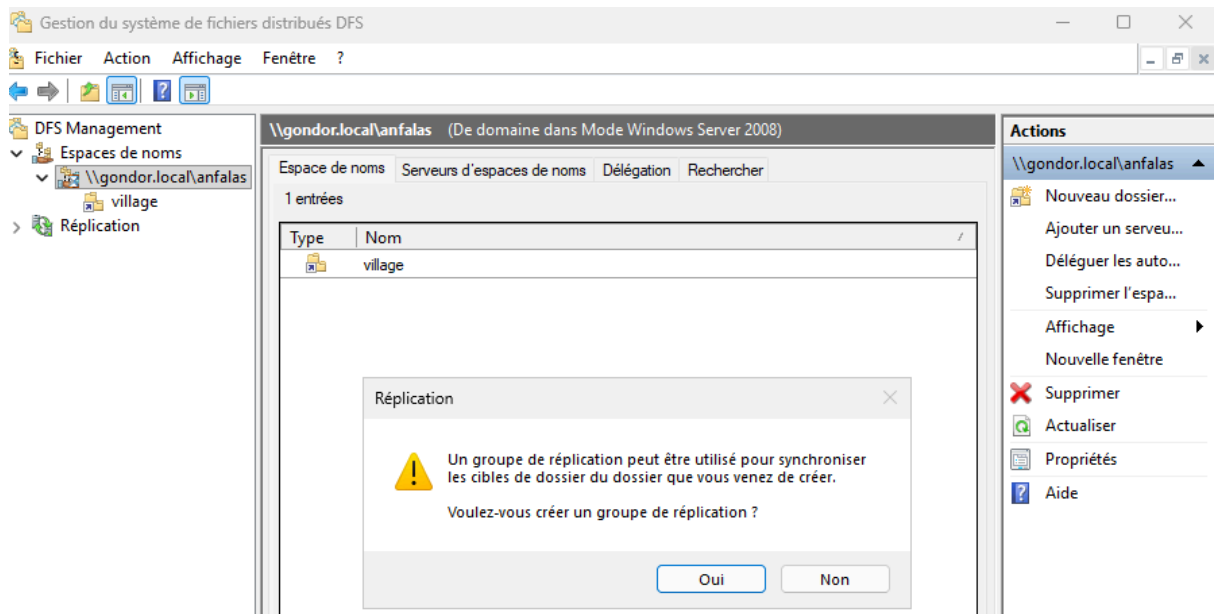 Gestion du système de fichiers distribués DFS
Fichier Action Affichage Fenêtre ?
DFS Management
Espaces de noms
\\gondor.local\anfalas
village
Réplication
\\gondor.local\anfalas (De domaine dans Mode Windows Server 2008)
Espace de noms Serveurs d'espaces de noms Délégation Rechercher
1 entrées
Type Nom
village
Réplication
Un groupe de réplication peut être utilisé pour synchroniser
les cibles de dossier du dossier que vous venez de créer.
Voulez-vous créer un groupe de réplication ?
Oui Non
Actions
\\gondor.local\anfalas
Nouveau dossier...
Ajouter un serveu...
Déléguer les auto...
Supprimer l'espa...
Affichage
Nouvelle fenêtre
Supprimer
Actualiser
Propriétés
Aide